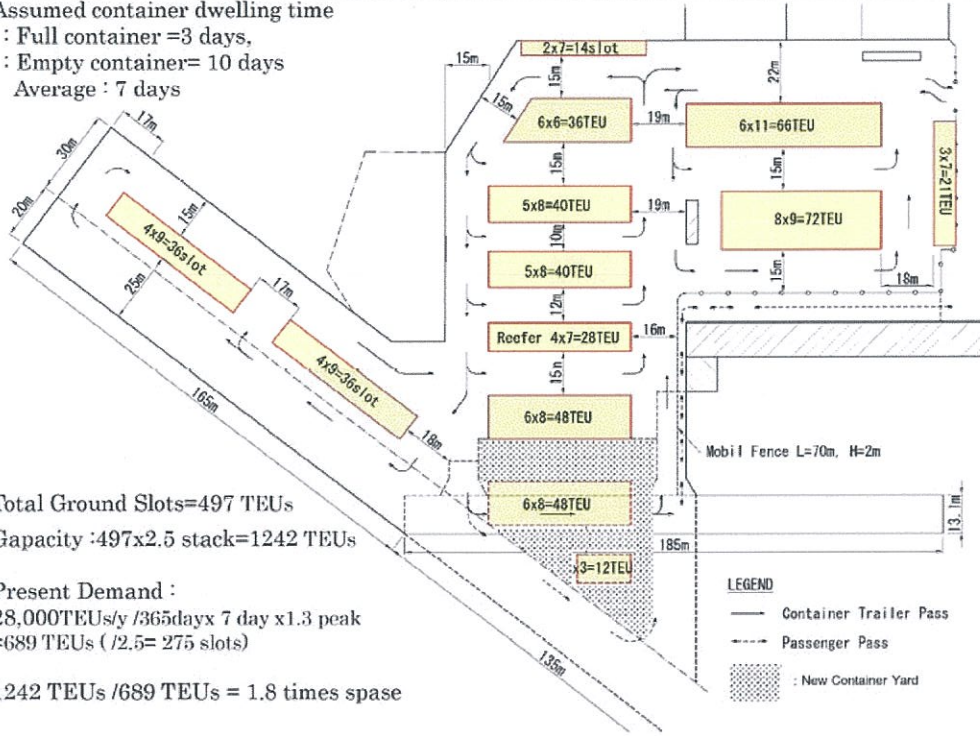 Assumed container dwelling time
: Full container =3 days,
: Empty container= 10 days
Average : 7 days
2x7=14slot
15m
15m
22m
15m
17m
30m
20m
6x6=36TEU
19m
6x11=66TEU
3x7=21TEU
15m
15m
4x9=36slot
15m
25m
5x8=40TEU
19m
8x9=72TEU
10m
5x8=40TEU
15m
18m
17m
12m
Reefer 4x7=28TEU
16m
4x9=36slot
15m
165m
6x8=48TEU
18m
Mobil Fence L=70m, H=2m
Total Ground Slots=497 TEUs
6x8=48TEU
13.1m
Gapacity :497x2.5 stack=1242 TEUs
185m
x3=12TEU
Present Demand :
28,000TEUs/y /365dayx 7 day x1.3 peak
=689 TEUs ( /2.5= 275 slots)
135m
1242 TEUs /689 TEUs = 1.8 times spase
LEGEND
Container Trailer Pass
Passenger Pass
: New Container Yard